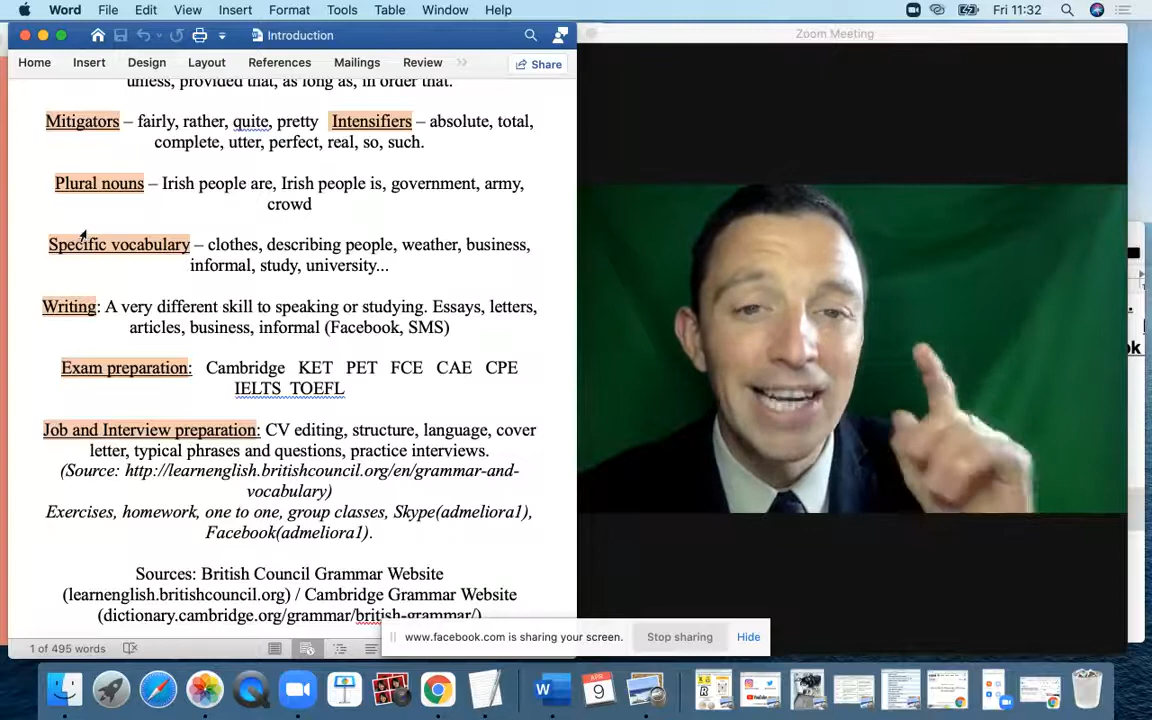 Word File Edit View Insert Format Tools Table Window Help Fri 11:32
Introduction
Zoom Meeting
Home Insert Design Layout References Mailings Review Share
unless, provided that, as long as, in order that.
Mitigators – fairly, rather, quite, pretty Intensifiers – absolute, total,
complete, utter, perfect, real, so, such.
Plural nouns – Irish people are, Irish people is, government, army,
crowd
Specific vocabulary – clothes, describing people, weather, business,
informal, study, university...
Writing: A very different skill to speaking or studying. Essays, letters,
articles, business, informal (Facebook, SMS)
Exam preparation: Cambridge KET PET FCE CAE CPE
IELTS TOEFL
Job and Interview preparation: CV editing, structure, language, cover
letter, typical phrases and questions, practice interviews.
(Source: http://learnenglish.britishcouncil.org/en/grammar-and-
vocabulary)
Exercises, homework, one to one, group classes, Skype(admeliora1),
Facebook(admeliora1).
Sources: British Council Grammar Website
(learnenglish.britishcouncil.org) / Cambridge Grammar Website
(dictionary.cambridge.org/grammar/british-grammar/)
www.facebook.com is sharing your screen. Stop sharing Hide
1 of 495 words
W APR
9